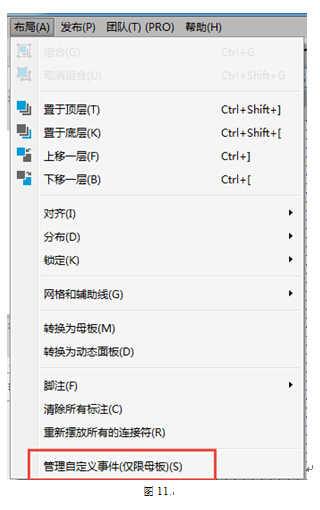 布局(A) 发布(P) 团队(T) (PRO) 帮助(H)
组合(G) Ctrl+G
取消组合(U) Ctrl+Shift+G
置于顶层(T) Ctrl+Shift+]
置于底层(K) Ctrl+Shift+[
上移一层(F) Ctrl+]
下移一层(B) Ctrl+[
对齐(I)
分布(D)
锁定(K)
网格和辅助线(G)
转换为母板(M)
转换为动态面板(D)
脚注(F)
清除所有标注(C)
重新摆放所有的连接符(R)
管理自定义事件(仅限母板)(S)
图 11.